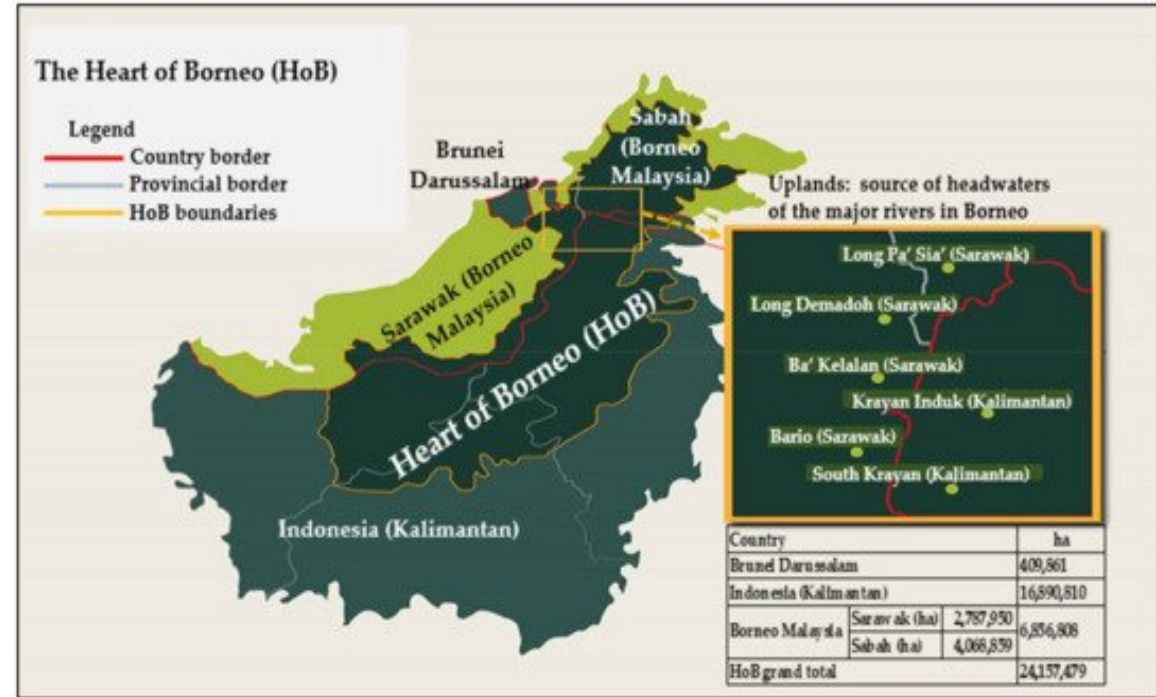 The Heart of Borneo (HoB)
Legend
Country border
Provincial border
HoB boundaries
Brunei
Darussalam
Sabah
(Borneo
Malaysia)
Uplands: source of headwaters
of the major rivers in Borneo
Sarawak (Borneo
Malaysia)
Heart of Borneo (HoB)
Indonesia (Kalimantan)
Long Pa' Sia' (Sarawak)
Long Demadoh (Sarawak)
Ba' Kelalan (Sarawak)
Krayan Induk (Kalimantan)
Bario (Sarawak)
South Krayan (Kalimantan)
Country ha
Brunei Darussalam 409,861
Indonesia (Kalimantan) 16,890,810
Borneo Malaysia Sarawak (ha) 2,787,950 6,856,808
Sabah (ha) 4,068,859
HoB grand total 24,157,479